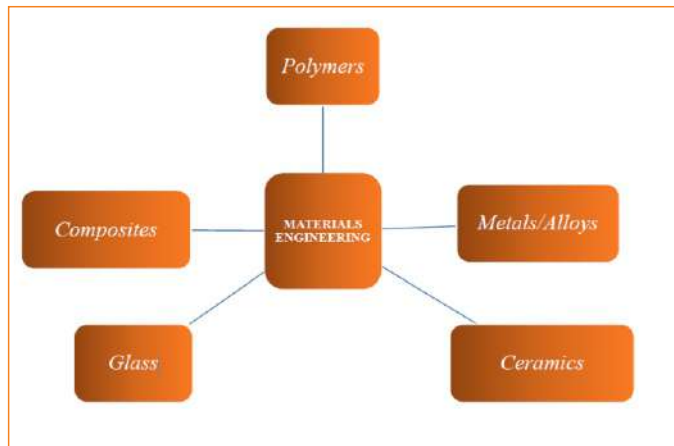 Polymers
Composites
MATERIALS
ENGINEERING
Metals/Alloys
Glass
Ceramics